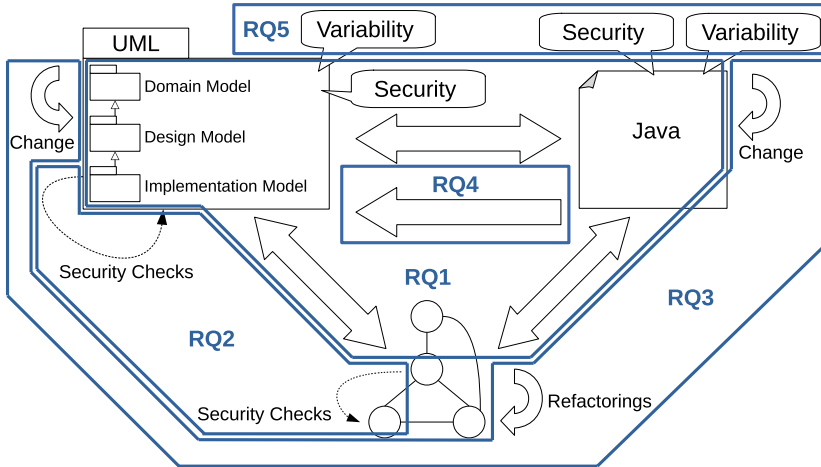 RQ5
Variability
Security
Variability
UML
Domain Model
Security
Design Model
Java
Change
Change
Implementation Model
RQ4
Security Checks
RQ1
RQ3
RQ2
Refactorings
Security Checks